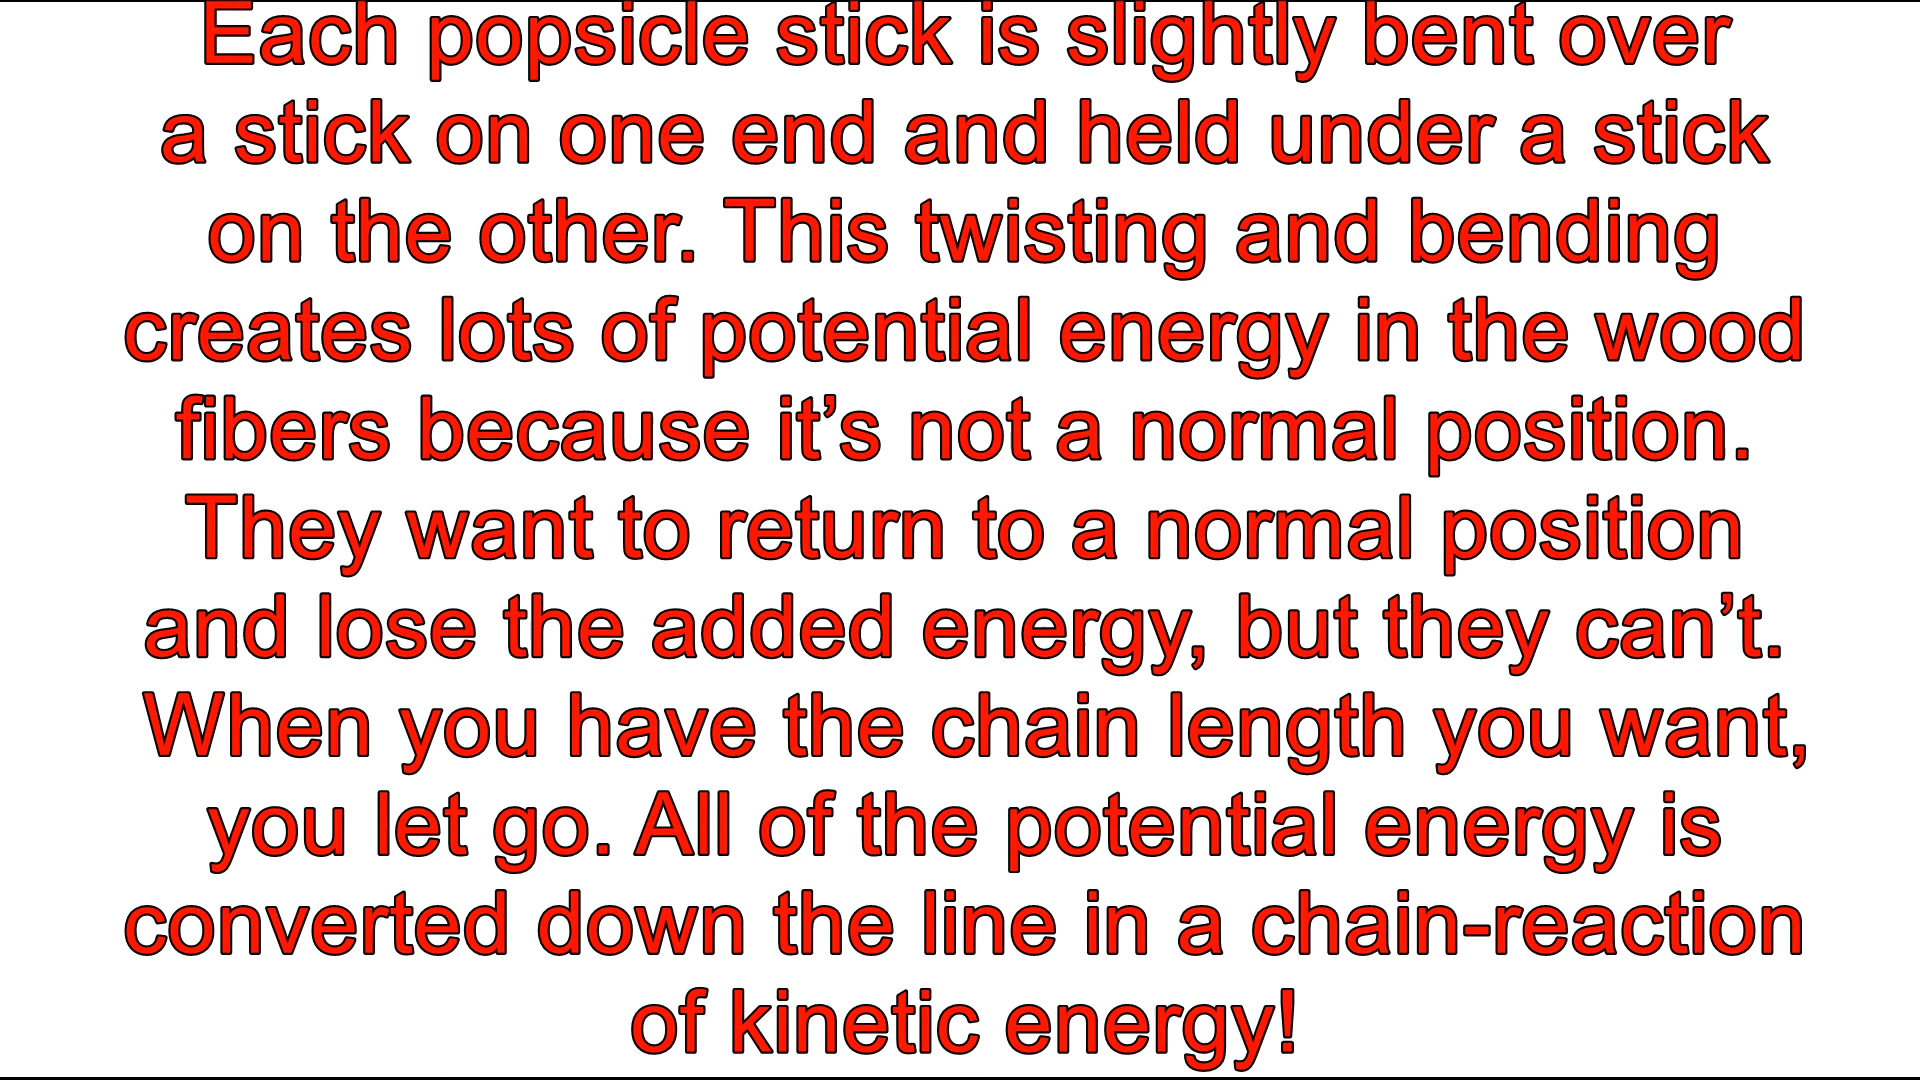 Each popsicle stick is slightly bent over
a stick on one end and held under a stick
on the other. This twisting and bending
creates lots of potential energy in the wood
fibers because it’s not a normal position.
They want to return to a normal position
and lose the added energy, but they can’t.
When you have the chain length you want,
you let go. All of the potential energy is
converted down the line in a chain-reaction
of kinetic energy!